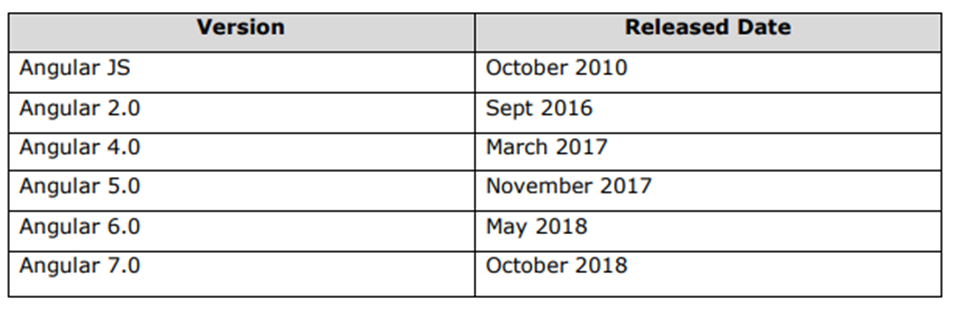 Version Released Date
Angular JS October 2010
Angular 2.0 Sept 2016
Angular 4.0 March 2017
Angular 5.0 November 2017
Angular 6.0 May 2018
Angular 7.0 October 2018